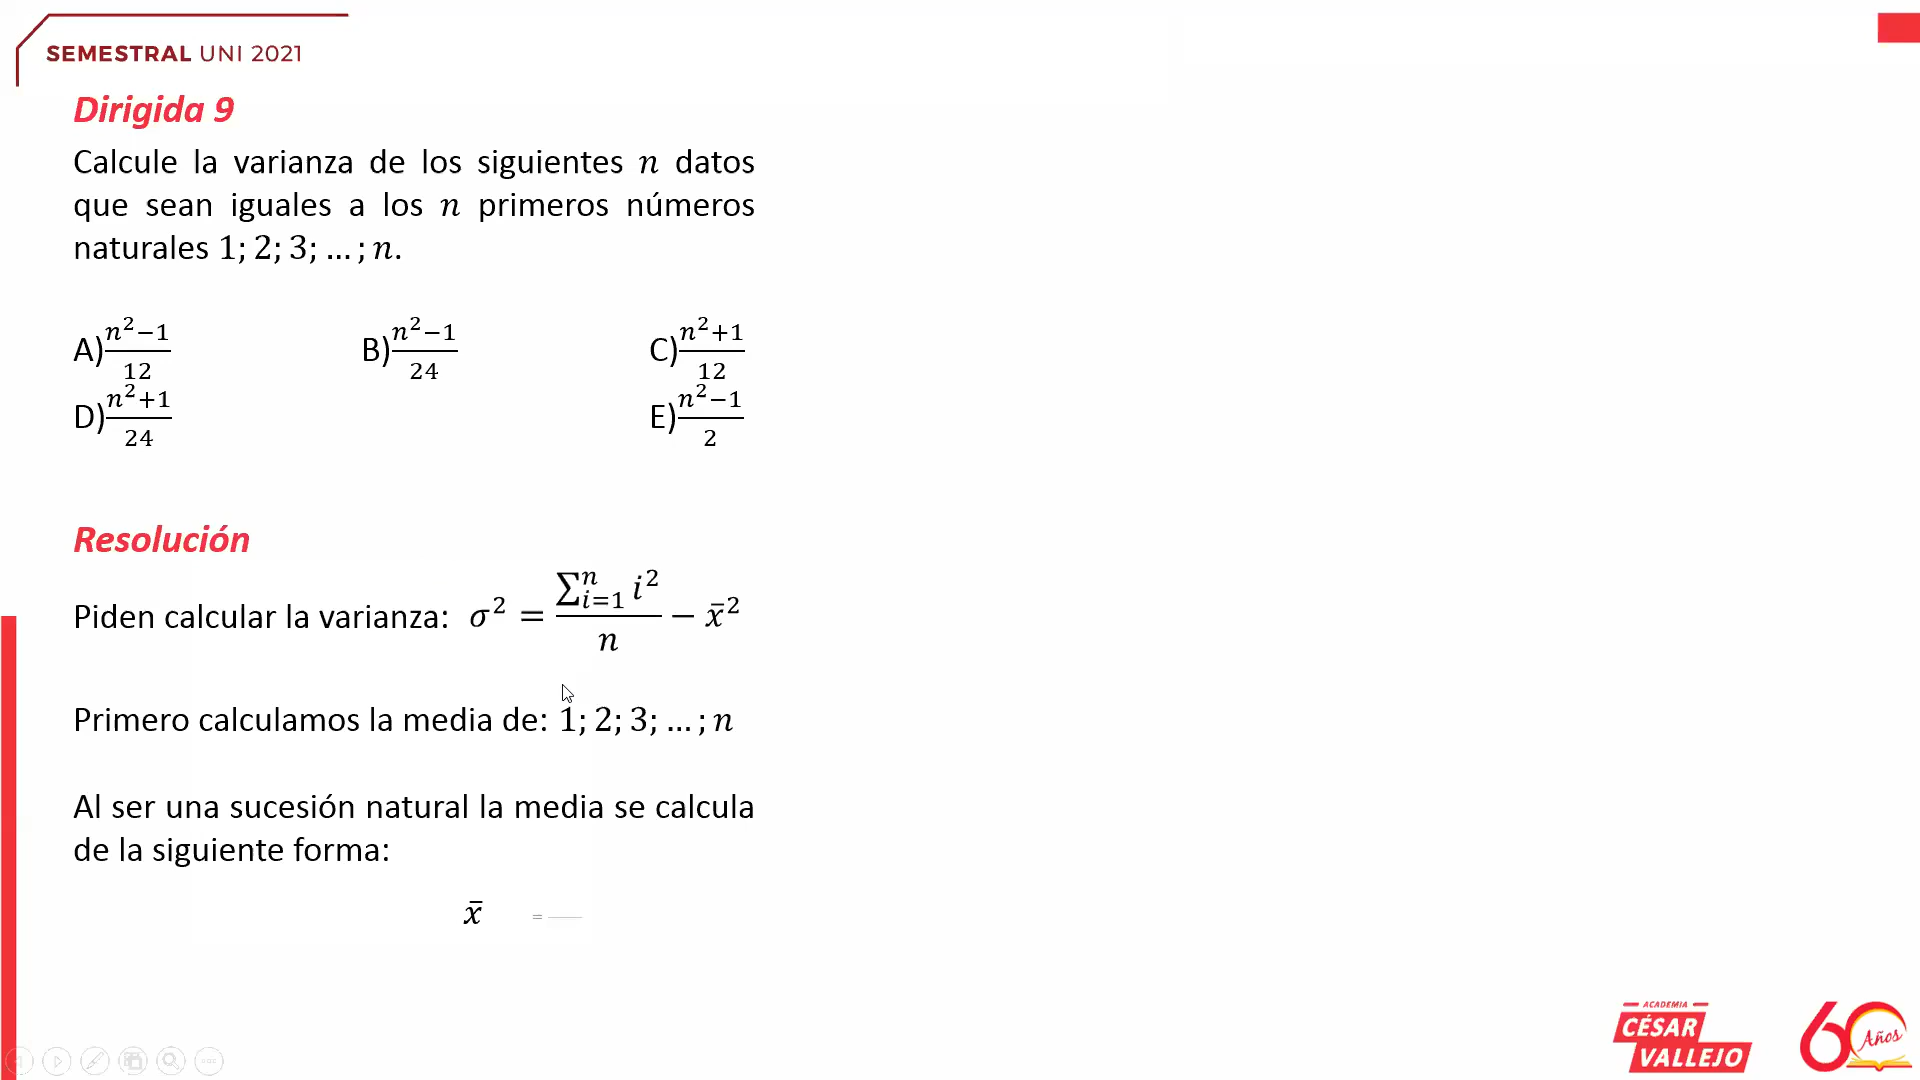 SEMESTRAL UNI 2021
Dirigida 9
Calcule la varianza de los siguientes n datos
que sean iguales a los n primeros números
naturales 1; 2; 3; … ; n.
A) (n²−1)/12 B) (n²−1)/24 C) (n²+1)/12
D) (n²+1)/24 E) (n²−1)/2
Resolución
Piden calcular la varianza: σ² = (∑ᵢ₌₁ⁿ i²)/n − x̄²
Primero calculamos la media de: 1; 2; 3; … ; n
Al ser una sucesión natural la media se calcula
de la siguiente forma:
x̄ =
ACADEMIA
CÉSAR
VALLEJO
60 Años